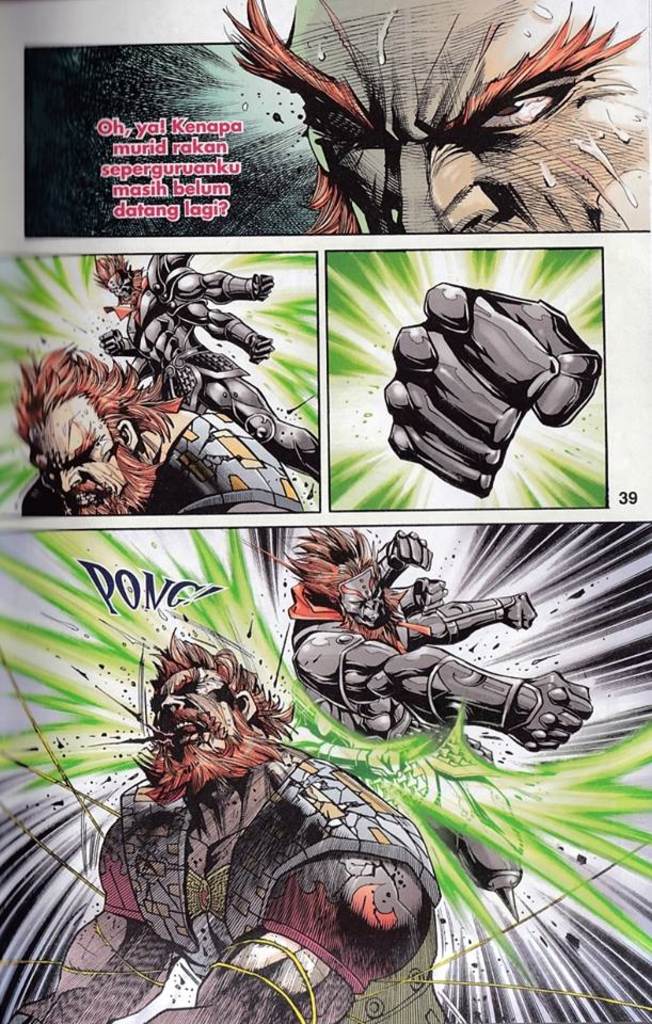 Oh, ya! Kenapa
murid rakan
seperguruanku
masih belum
datang lagi?
39
PONG!